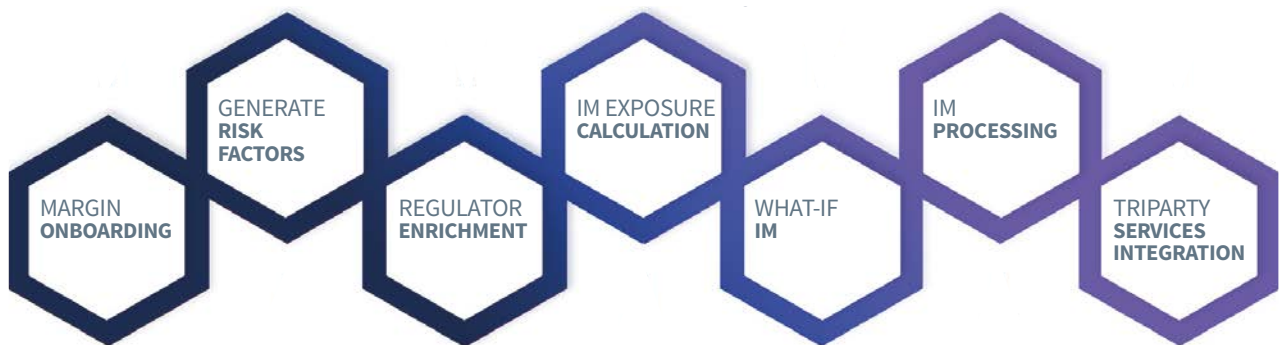 MARGIN
ONBOARDING
GENERATE
RISK
FACTORS
REGULATOR
ENRICHMENT
IM EXPOSURE
CALCULATION
WHAT-IF
IM
IM
PROCESSING
TRIPARTY
SERVICES
INTEGRATION